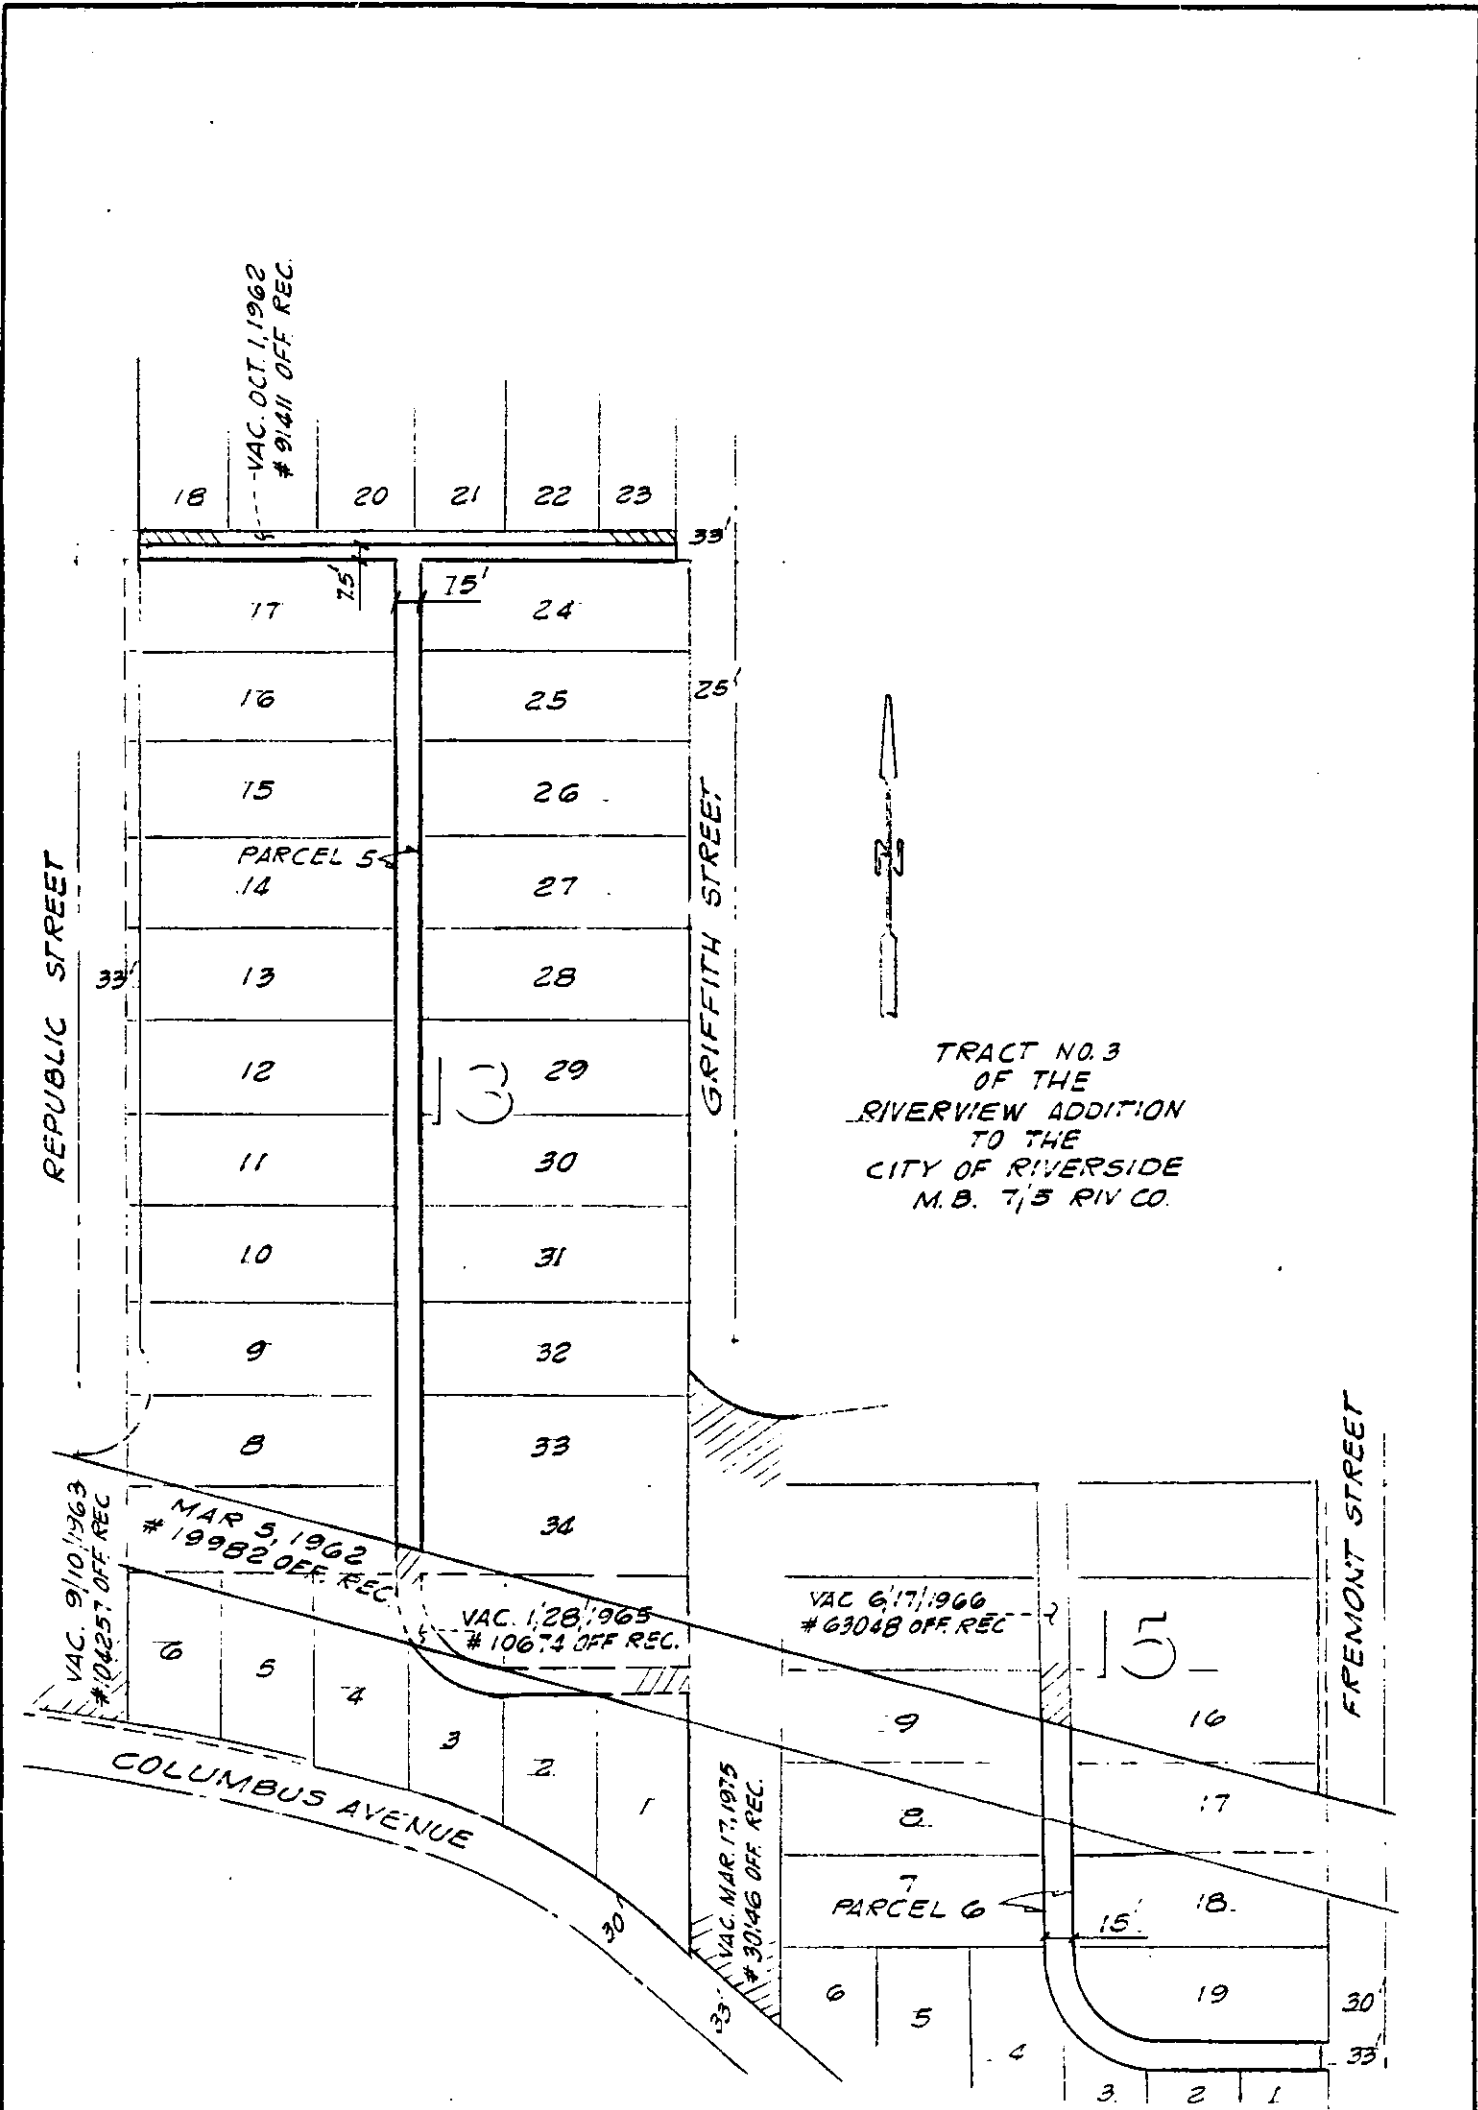 VAC. OCT. 1, 1962
# 91411 OFF. REC.
18
20
21
22
23
33'
7.5'
15'
17
24
16
25
25'
15
26
PARCEL 5
14
27
REPUBLIC STREET
33'
13
28
GRIFFITH STREET
12
13
29
TRACT NO. 3
OF THE
RIVERVIEW ADDITION
TO THE
CITY OF RIVERSIDE
M.B. 7/5 RIV CO.
11
30
10
31
9
32
8
33
34
FREMONT STREET
VAC. 9/10/1963
#104257 OFF. REC
MAR 5, 1962
# 19982 OFF. REC.
VAC. 1/28/1965
# 10674 OFF REC.
VAC 6/17/1966
# 63048 OFF. REC
15
6
5
4
3
2
1
9
16
COLUMBUS AVENUE
VAC. MAR. 17, 1975
# 30146 OFF. REC.
8
17
7
PARCEL 6
18
15'
30'
33'
6
5
4
19
30'
33'
3
2
1